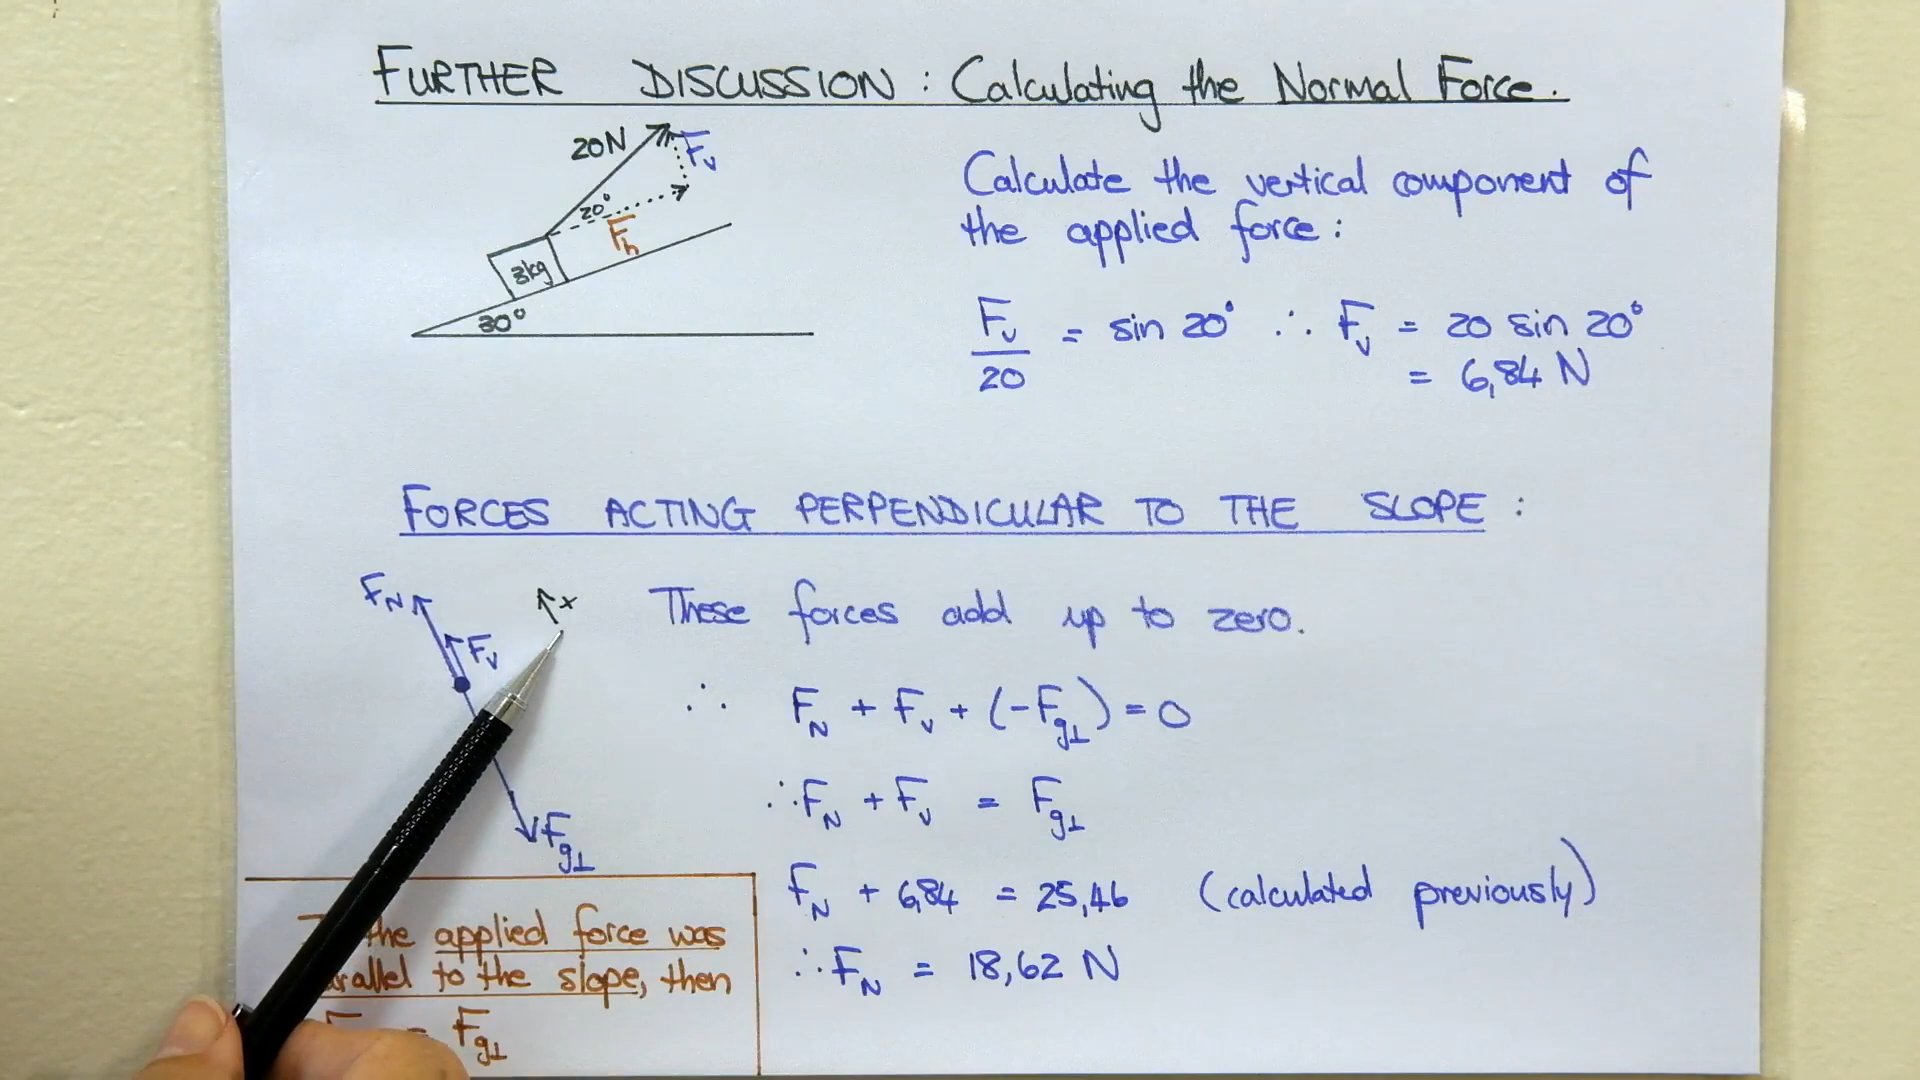 FURTHER DISCUSSION : Calculating the Normal Force.
20N
Fv
20°
Fh
3kg
30°
Calculate the vertical component of
the applied force :
Fv/20 = sin 20° ∴ Fv = 20 sin 20°
= 6,84 N
FORCES ACTING PERPENDICULAR TO THE SLOPE :
FN
Fv
Fg⊥
x
These forces add up to zero.
∴ FN + Fv + (-Fg⊥) = 0
∴ FN + Fv = Fg⊥
FN + 6,84 = 25,46 (calculated previously)
∴ FN = 18,62 N
the applied force was
to the slope, then
= Fg⊥